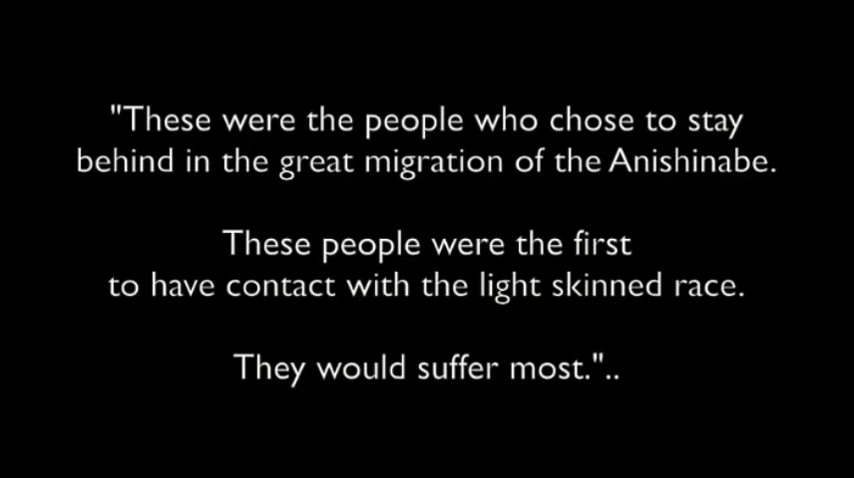 "These were the people who chose to stay
behind in the great migration of the Anishinabe.
These people were the first
to have contact with the light skinned race.
They would suffer most."..